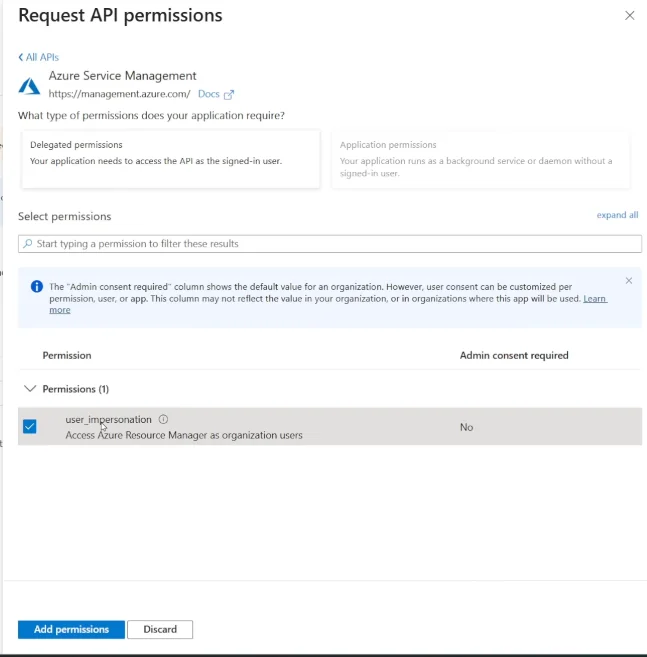 Request API permissions
All APIs
Azure Service Management
https://management.azure.com/ Docs
What type of permissions does your application require?
Delegated permissions
Your application needs to access the API as the signed-in user.
Application permissions
Your application runs as a background service or daemon without a
signed-in user.
Select permissions
expand all
Start typing a permission to filter these results
The "Admin consent required" column shows the default value for an organization. However, user consent can be customized per
permission, user, or app. This column may not reflect the value in your organization, or in organizations where this app will be used. Learn
more
Permission Admin consent required
Permissions (1)
user_impersonation
Access Azure Resource Manager as organization users
No
Add permissions Discard